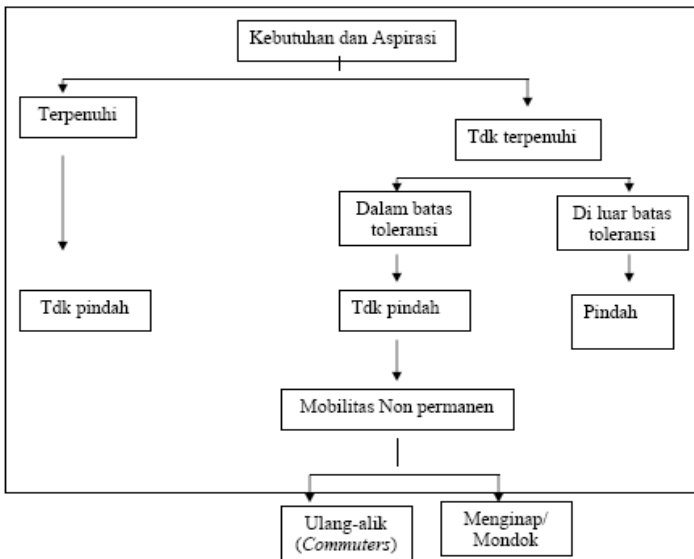 Kebutuhan dan Aspirasi
Terpenuhi
Tdk terpenuhi
Dalam batas
toleransi
Di luar batas
toleransi
Tdk pindah
Tdk pindah
Pindah
Mobilitas Non permanen
Ulang-alik
(Commuters)
Menginap/
Mondok